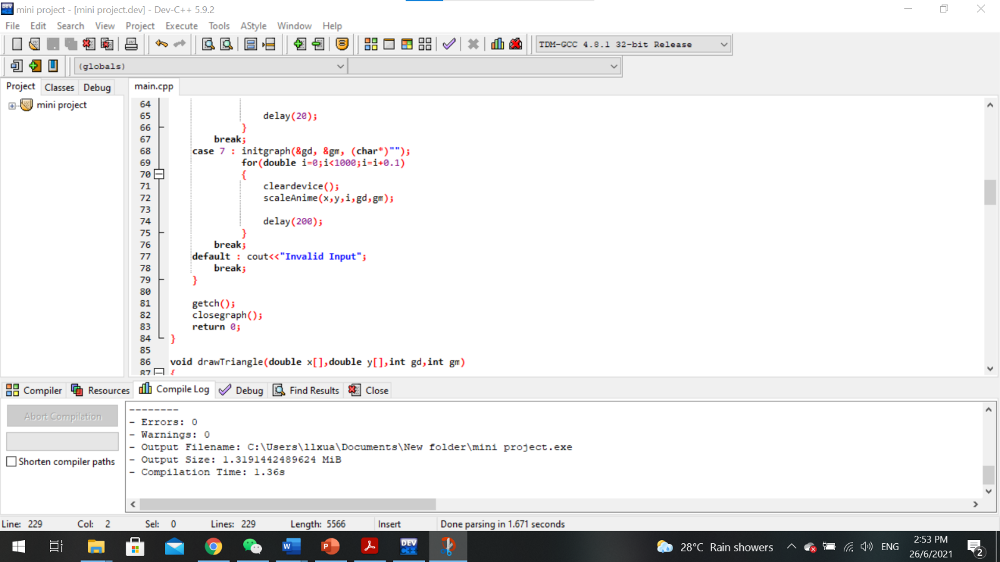 mini project - [mini project.dev] - Dev-C++ 5.9.2
File Edit Search View Project Execute Tools AStyle Window Help
TDM-GCC 4.8.1 32-bit Release
(globals)
Project Classes Debug
main.cpp
mini project
64
65 delay(20);
66 }
67 break;
68 case 7 : initgraph(&gd, &gm, (char*)"");
69 for(double i=0;i<1000;i=i+0.1)
70 {
71 cleardevice();
72 scaleAnime(x,y,i,gd,gm);
73
74 delay(200);
75 }
76 break;
77 default : cout<<"Invalid Input";
78 break;
79 }
80
81 getch();
82 closegraph();
83 return 0;
84 }
85
86 void drawTriangle(double x[],double y[],int gd,int gm)
87 {
Compiler Resources Compile Log Debug Find Results Close
Abort Compilation
Shorten compiler paths
--------
- Errors: 0
- Warnings: 0
- Output Filename: C:\Users\llxua\Documents\New folder\mini project.exe
- Output Size: 1.3191442489624 MiB
- Compilation Time: 1.36s
Line: 229 Col: 2 Sel: 0 Lines: 229 Length: 5566 Insert Done parsing in 1.671 seconds
DEV C++
28°C Rain showers
ENG
2:53 PM
26/6/2021
2